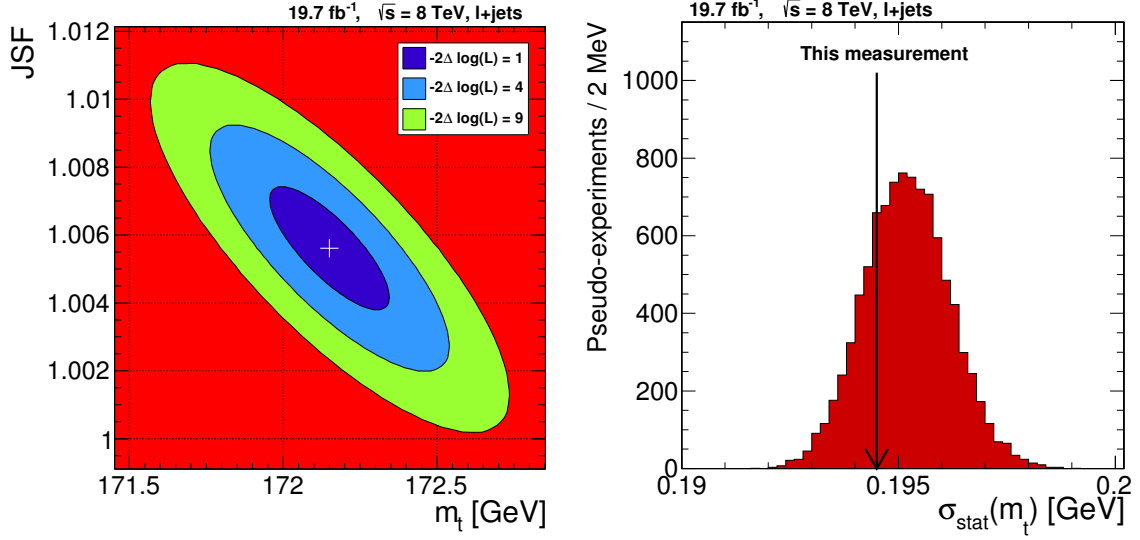 19.7 fb⁻¹, √s = 8 TeV, l+jets
JSF
1.012
1.01
1.008
1.006
1.004
1.002
1
-2Δ log(L) = 1
-2Δ log(L) = 4
-2Δ log(L) = 9
171.5
172
172.5
mₜ [GeV]
19.7 fb⁻¹, √s = 8 TeV, l+jets
Pseudo-experiments / 2 MeV
This measurement
1000
800
600
400
200
0
0.19
0.195
0.2
σstat(mₜ) [GeV]